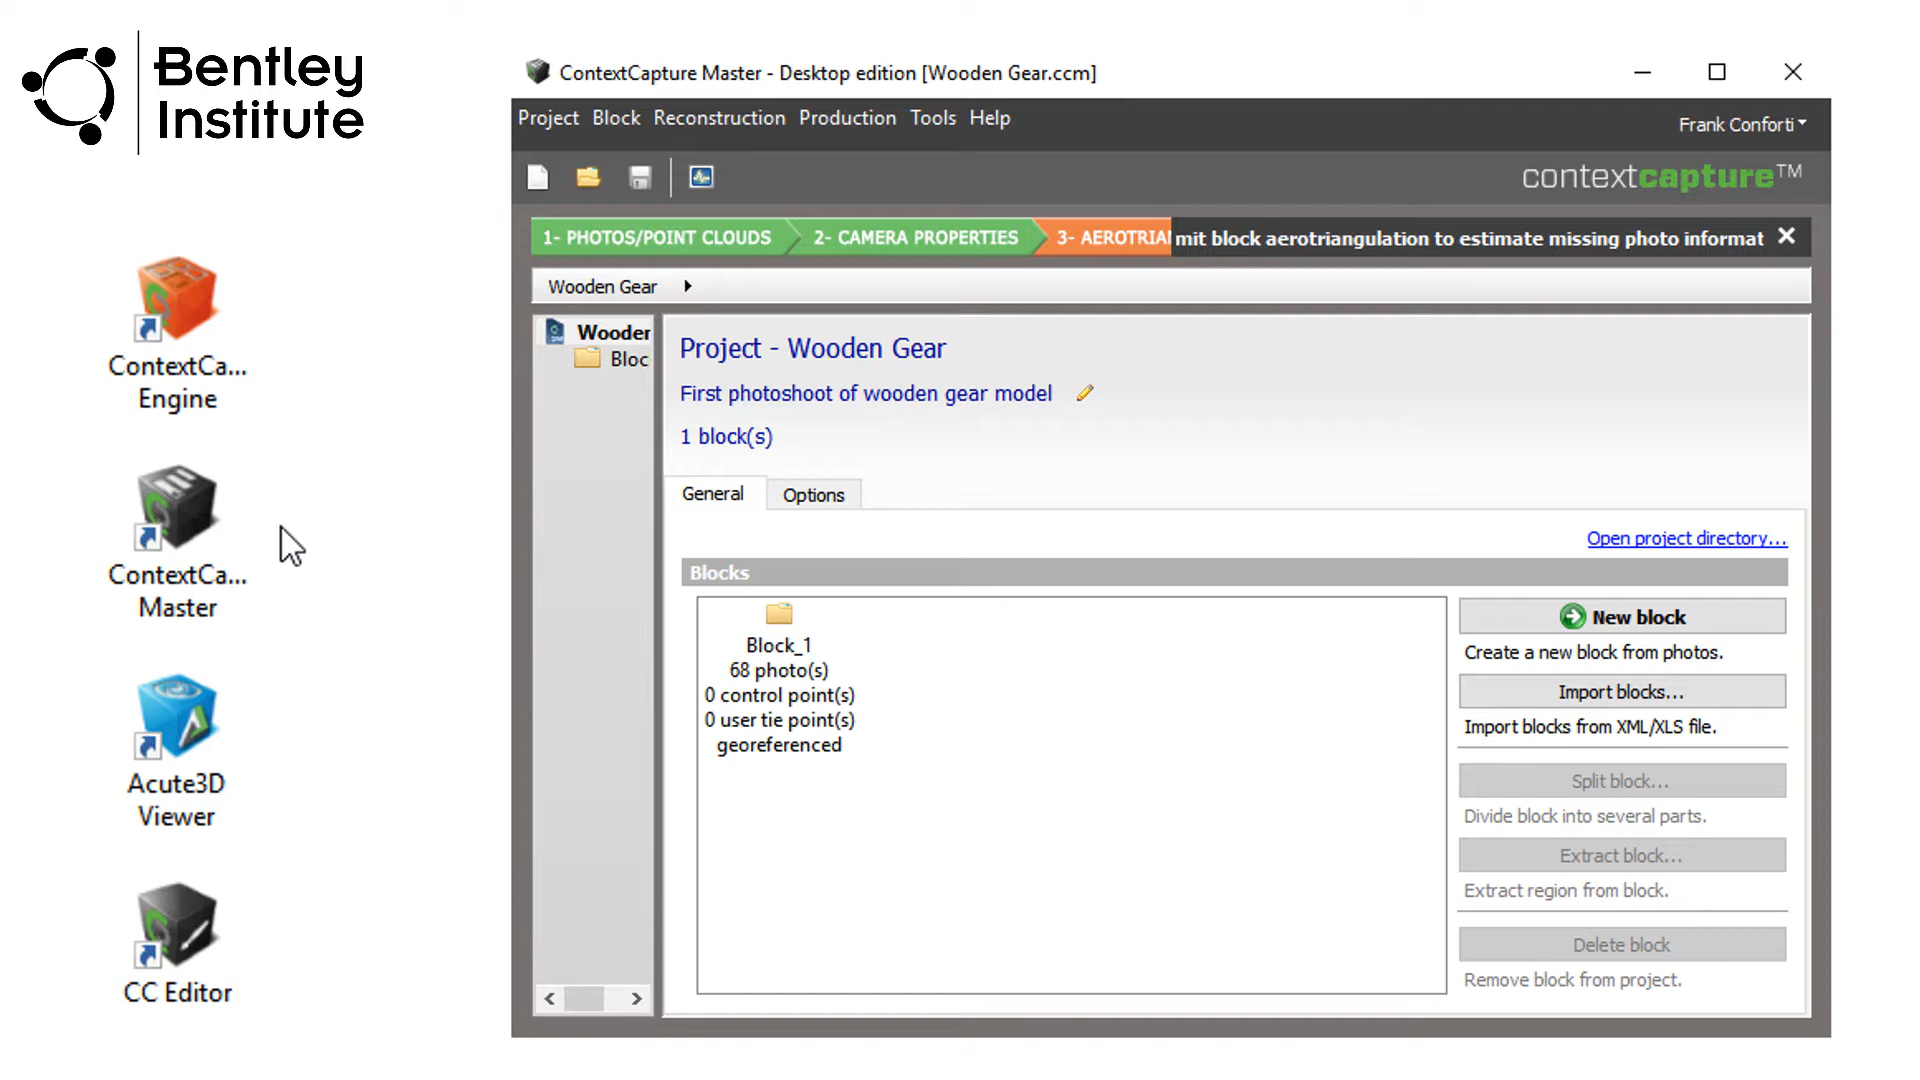 Bentley
Institute
ContextCa...
Engine
ContextCa...
Master
Acute3D
Viewer
CC Editor
ContextCapture Master - Desktop edition [Wooden Gear.ccm]
Project Block Reconstruction Production Tools Help
Frank Conforti
contextcapture™
1- PHOTOS/POINT CLOUDS
2- CAMERA PROPERTIES
3- AEROTRIA
mit block aerotriangulation to estimate missing photo informat
Wooden Gear
Wooder
Bloc
Project - Wooden Gear
First photoshoot of wooden gear model
1 block(s)
General
Options
Open project directory...
Blocks
Block_1
68 photo(s)
0 control point(s)
0 user tie point(s)
georeferenced
New block
Create a new block from photos.
Import blocks...
Import blocks from XML/XLS file.
Split block...
Divide block into several parts.
Extract block...
Extract region from block.
Delete block
Remove block from project.